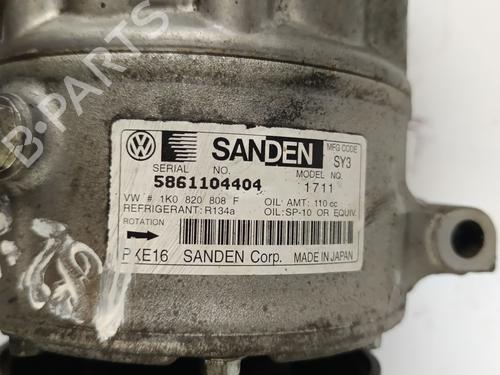 B-PARTS
SANDEN
MFG CODE
SY3
SERIAL NO.
5861104404
MODEL NO.
1711
VW # 1K0 820 808 F
OIL AMT: 110 cc
REFRIGERANT: R134a
OIL:SP-10 OR EQUIV.
ROTATION
PXE16 SANDEN Corp. MADE IN JAPAN